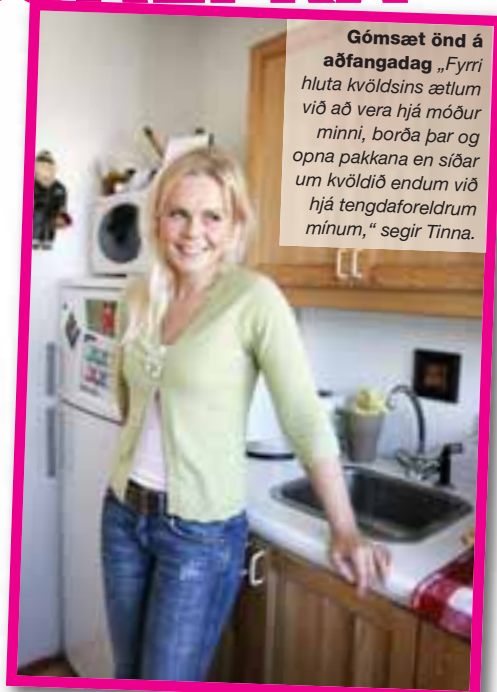 Gómsæt önd á
aðfangadag „Fyrri
hluta kvöldsins ætlum
við að vera hjá móður
minni, borða þar og
opna pakkana en síðar
um kvöldið endum við
hjá tengdaforeldrum
mínum,“ segir Tinna.